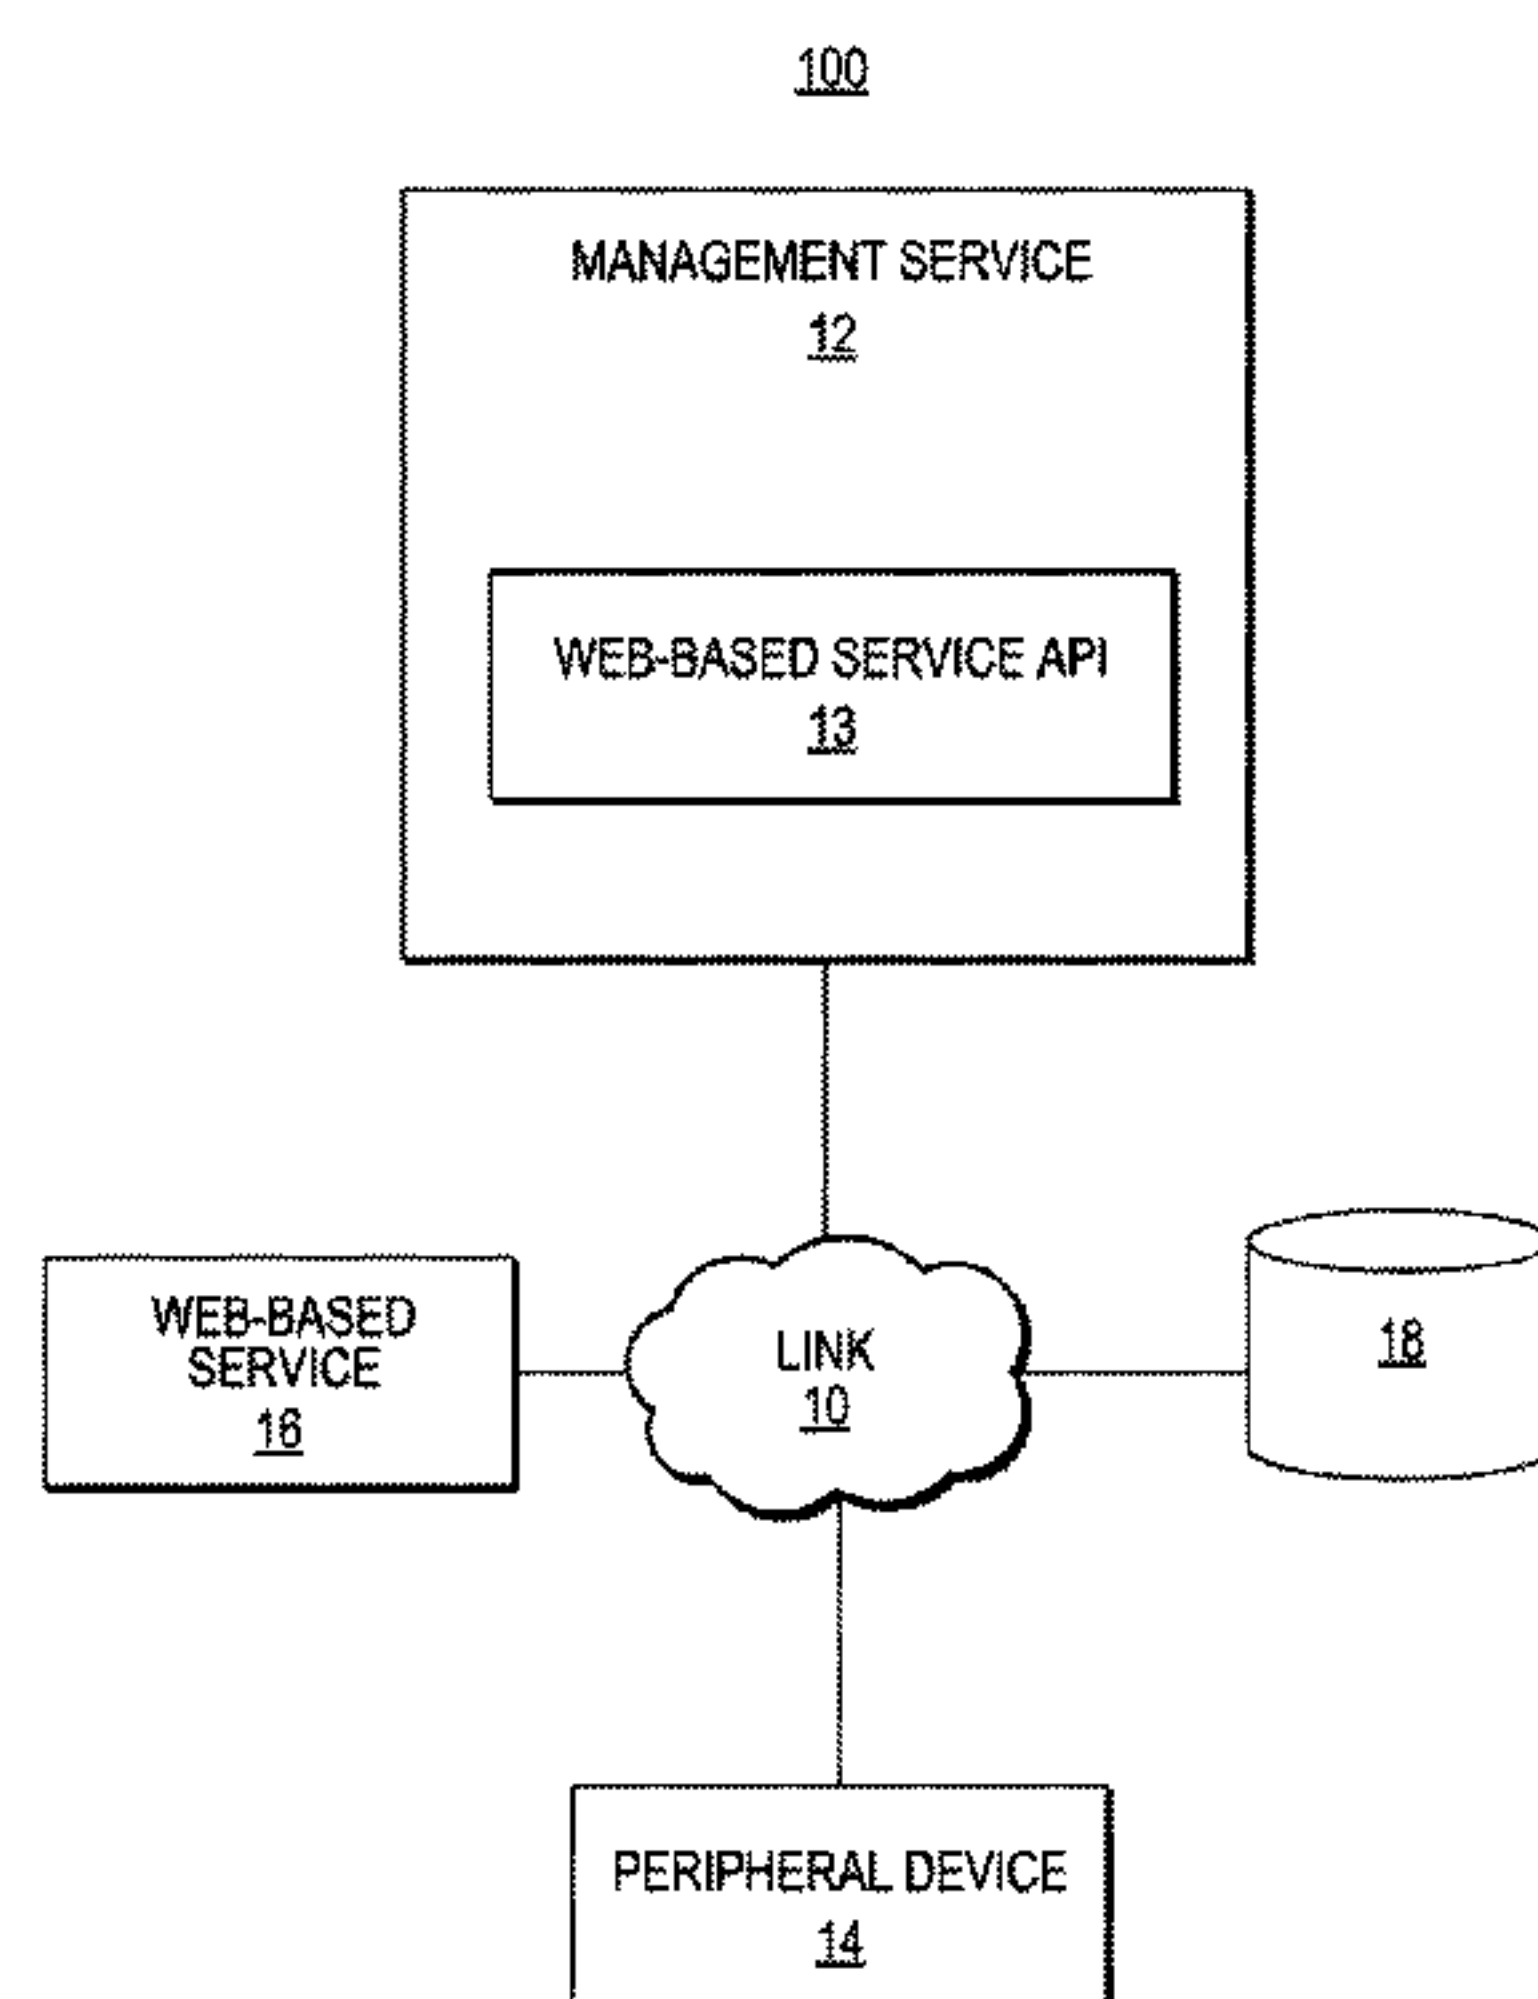 100
MANAGEMENT SERVICE
12
WEB-BASED SERVICE API
13
WEB-BASED
SERVICE
16
LINK
10
18
PERIPHERAL DEVICE
14